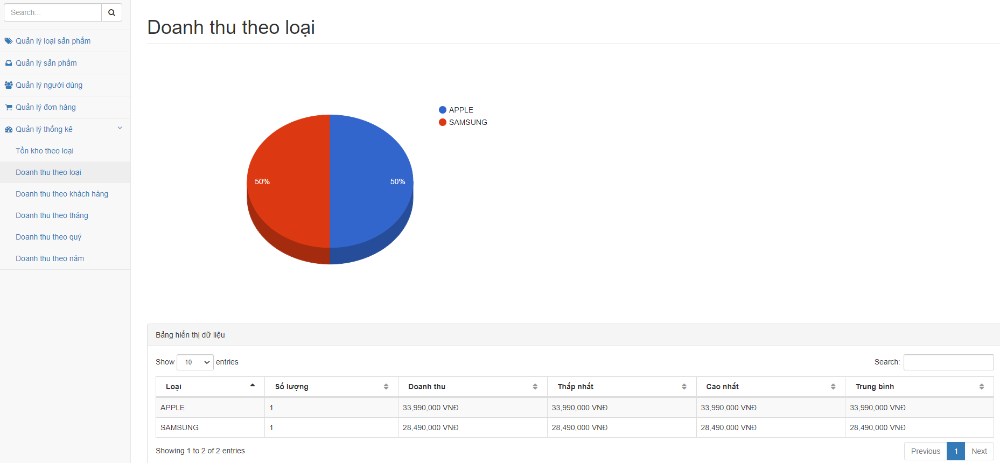 Search...
Quản lý loại sản phẩm
Quản lý sản phẩm
Quản lý người dùng
Quản lý đơn hàng
Quản lý thống kê
Tồn kho theo loại
Doanh thu theo loại
Doanh thu theo khách hàng
Doanh thu theo tháng
Doanh thu theo quý
Doanh thu theo năm
Doanh thu theo loại
APPLE
SAMSUNG
50% 50%
Bảng hiển thị dữ liệu
Show 10 entries Search:
Loại Số lượng Doanh thu Thấp nhất Cao nhất Trung bình
APPLE 1 33,990,000 VNĐ 33,990,000 VNĐ 33,990,000 VNĐ 33,990,000 VNĐ
SAMSUNG 1 28,490,000 VNĐ 28,490,000 VNĐ 28,490,000 VNĐ 28,490,000 VNĐ
Showing 1 to 2 of 2 entries Previous 1 Next